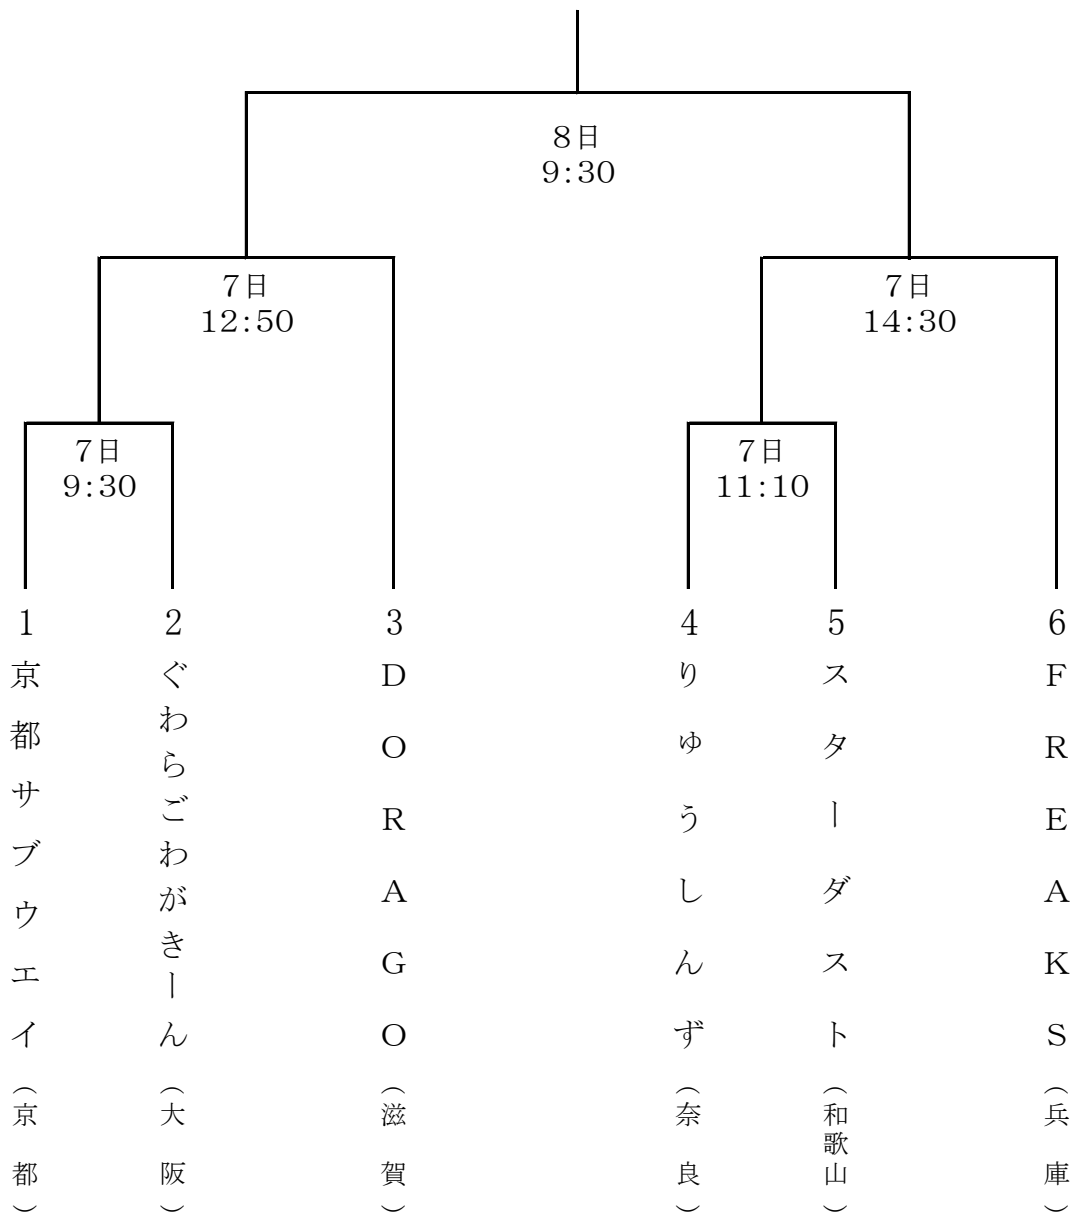 8日
9:30
7日
12:50
7日
14:30
7日
9:30
7日
11:10
1
京都サブウエイ(京都)
2
ぐわらごわがきーん(大阪)
3
DORAGO(滋賀)
4
りゅうしんず(奈良)
5
スターダスト(和歌山)
6
FREAKS(兵庫)